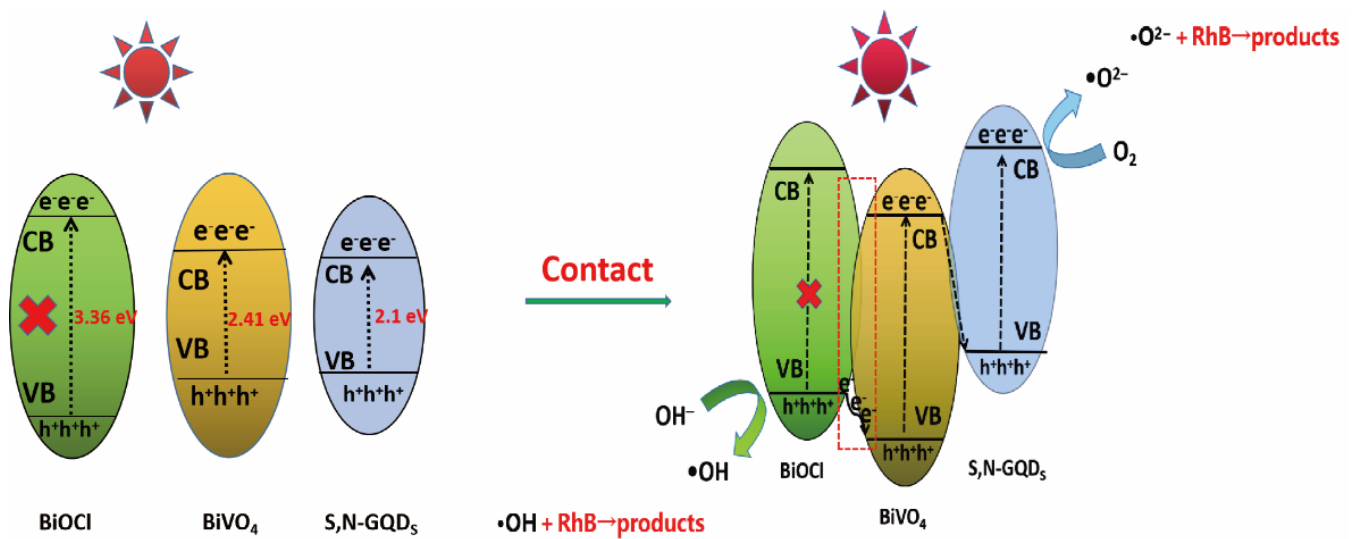 •O²⁻ + RhB→products
•O²⁻
O₂
e⁻e⁻e⁻
CB
3.36 eV
VB
h⁺h⁺h⁺
BiOCl
e⁻e⁻e⁻
CB
2.41 eV
VB
h⁺h⁺h⁺
BiVO₄
e⁻e⁻e⁻
CB
2.1 eV
VB
h⁺h⁺h⁺
S,N-GQDₛ
Contact
CB
VB
h⁺h⁺h⁺
BiOCl
e⁻
e⁻
e⁻
OH⁻
•OH
•OH + RhB→products
e⁻e⁻e⁻
CB
VB
h⁺h⁺h⁺
BiVO₄
e⁻e⁻e⁻
CB
VB
h⁺h⁺h⁺
S,N-GQDₛ